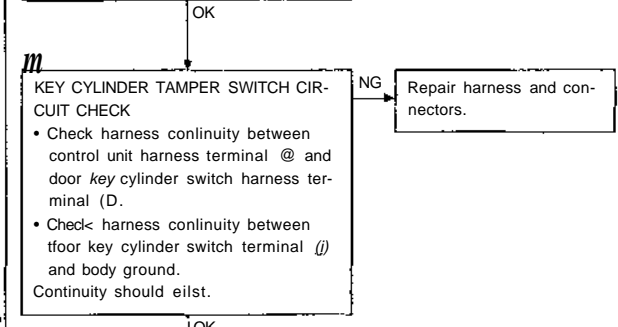 OK
m
KEY CYLINDER TAMPER SWITCH CIR-
CUIT CHECK
• Check harness conlinuity between
control unit harness terminal @ and
door key cylinder switch harness ter-
minal (D.
• Checl< harness conlinuity between
tfoor key cylinder switch terminal (j)
and body ground.
Continuity should eilst.
NG
Repair harness and con-
nectors.
OK